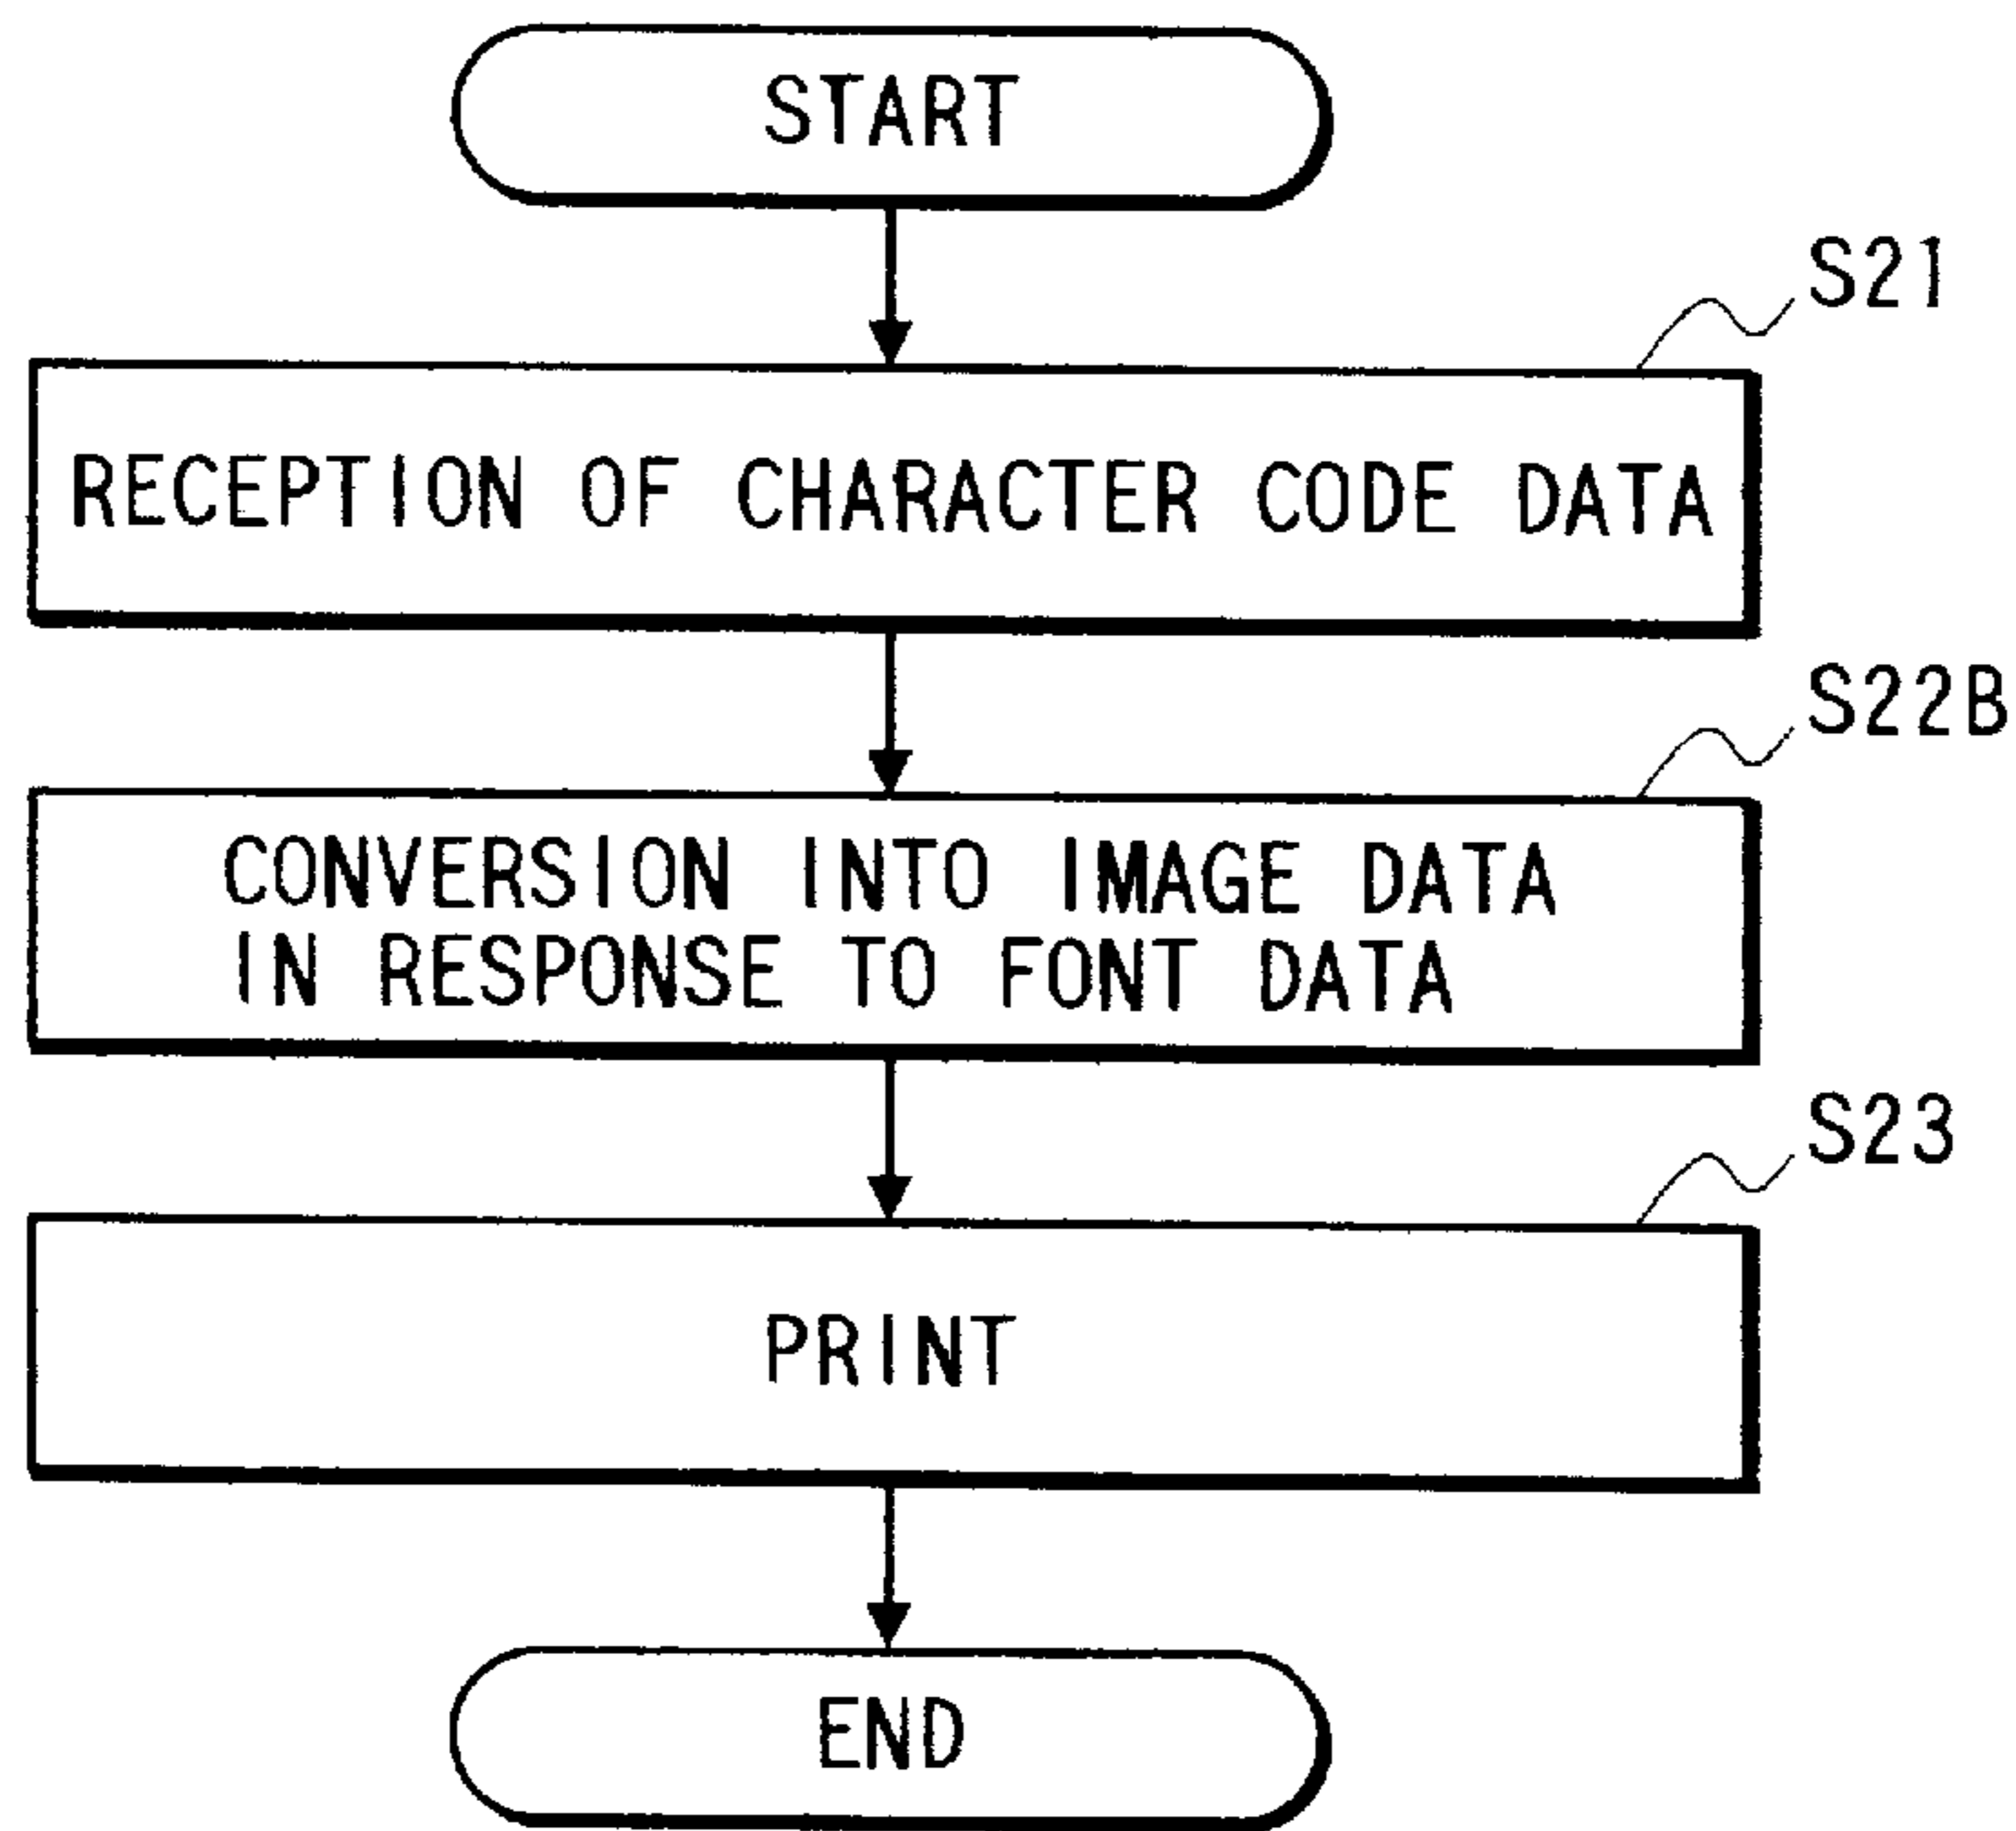 START
S21
RECEPTION OF CHARACTER CODE DATA
S22B
CONVERSION INTO IMAGE DATA
IN RESPONSE TO FONT DATA
S23
PRINT
END